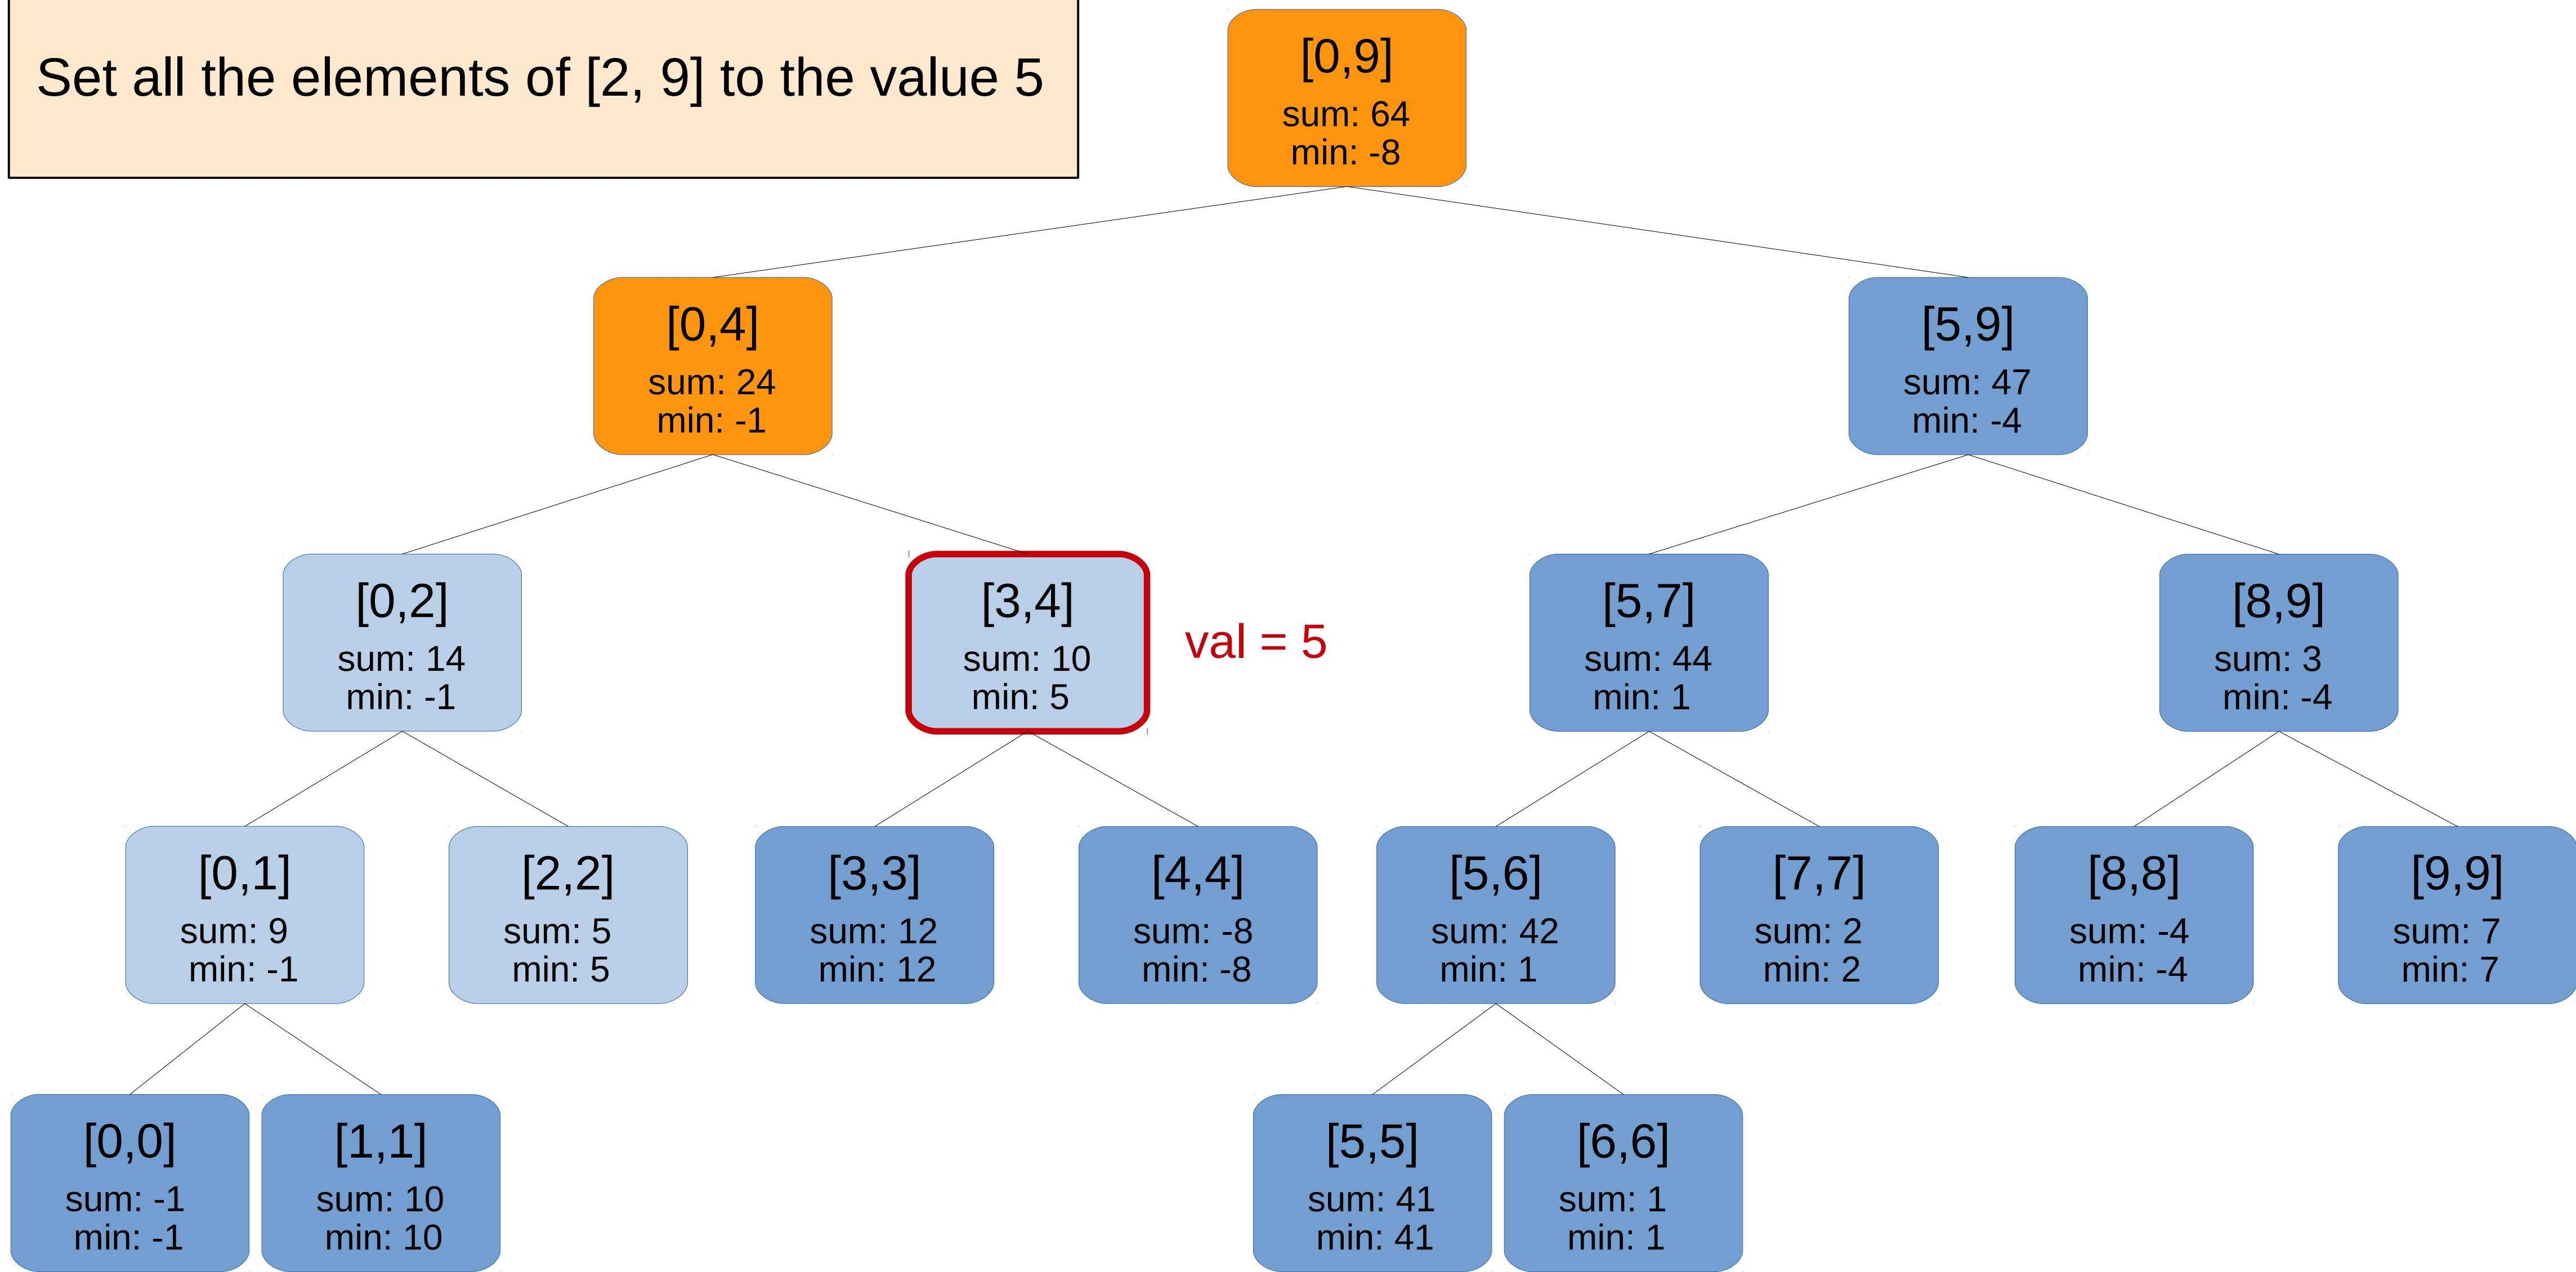 Set all the elements of [2, 9] to the value 5
[0,9]
sum: 64
min: -8
[0,4]
sum: 24
min: -1
[5,9]
sum: 47
min: -4
[0,2]
sum: 14
min: -1
[3,4]
sum: 10
min: 5
val = 5
[5,7]
sum: 44
min: 1
[8,9]
sum: 3
min: -4
[0,1]
sum: 9
min: -1
[2,2]
sum: 5
min: 5
[3,3]
sum: 12
min: 12
[4,4]
sum: -8
min: -8
[5,6]
sum: 42
min: 1
[7,7]
sum: 2
min: 2
[8,8]
sum: -4
min: -4
[9,9]
sum: 7
min: 7
[0,0]
sum: -1
min: -1
[1,1]
sum: 10
min: 10
[5,5]
sum: 41
min: 41
[6,6]
sum: 1
min: 1